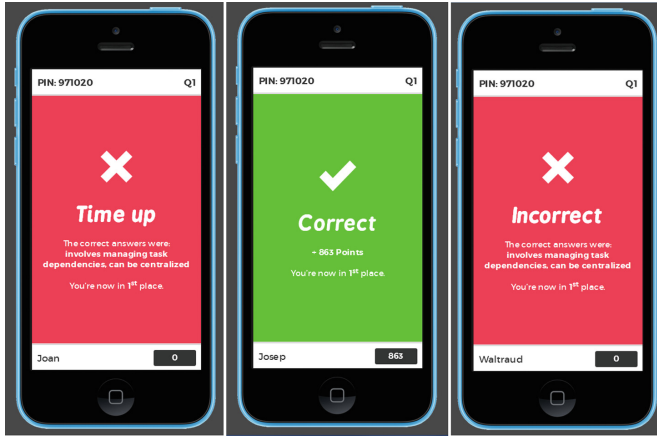 PIN: 971020 Q1
Time up
The correct answers were:
involves managing task
dependencies, can be centralized
You're now in 1st place.
Joan 0
PIN: 971020 Q1
Correct
+ 863 Points
You're now in 1st place.
Josep 863
PIN: 971020 Q1
Incorrect
The correct answers were:
involves managing task
dependencies, can be centralized
You're now in 1st place.
Waltraud 0